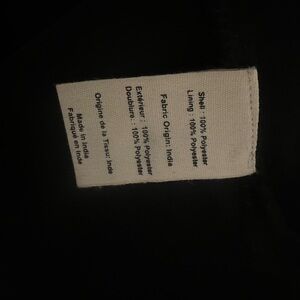 Shell : 100% Polyester
Lining : 100% Polyester
Fabric Origin: India
Extérieur : 100% Polyester
Doublure: : 100% Polyester
Origine de la Tissu: Inde
Made in India
Fabriqué en Inde